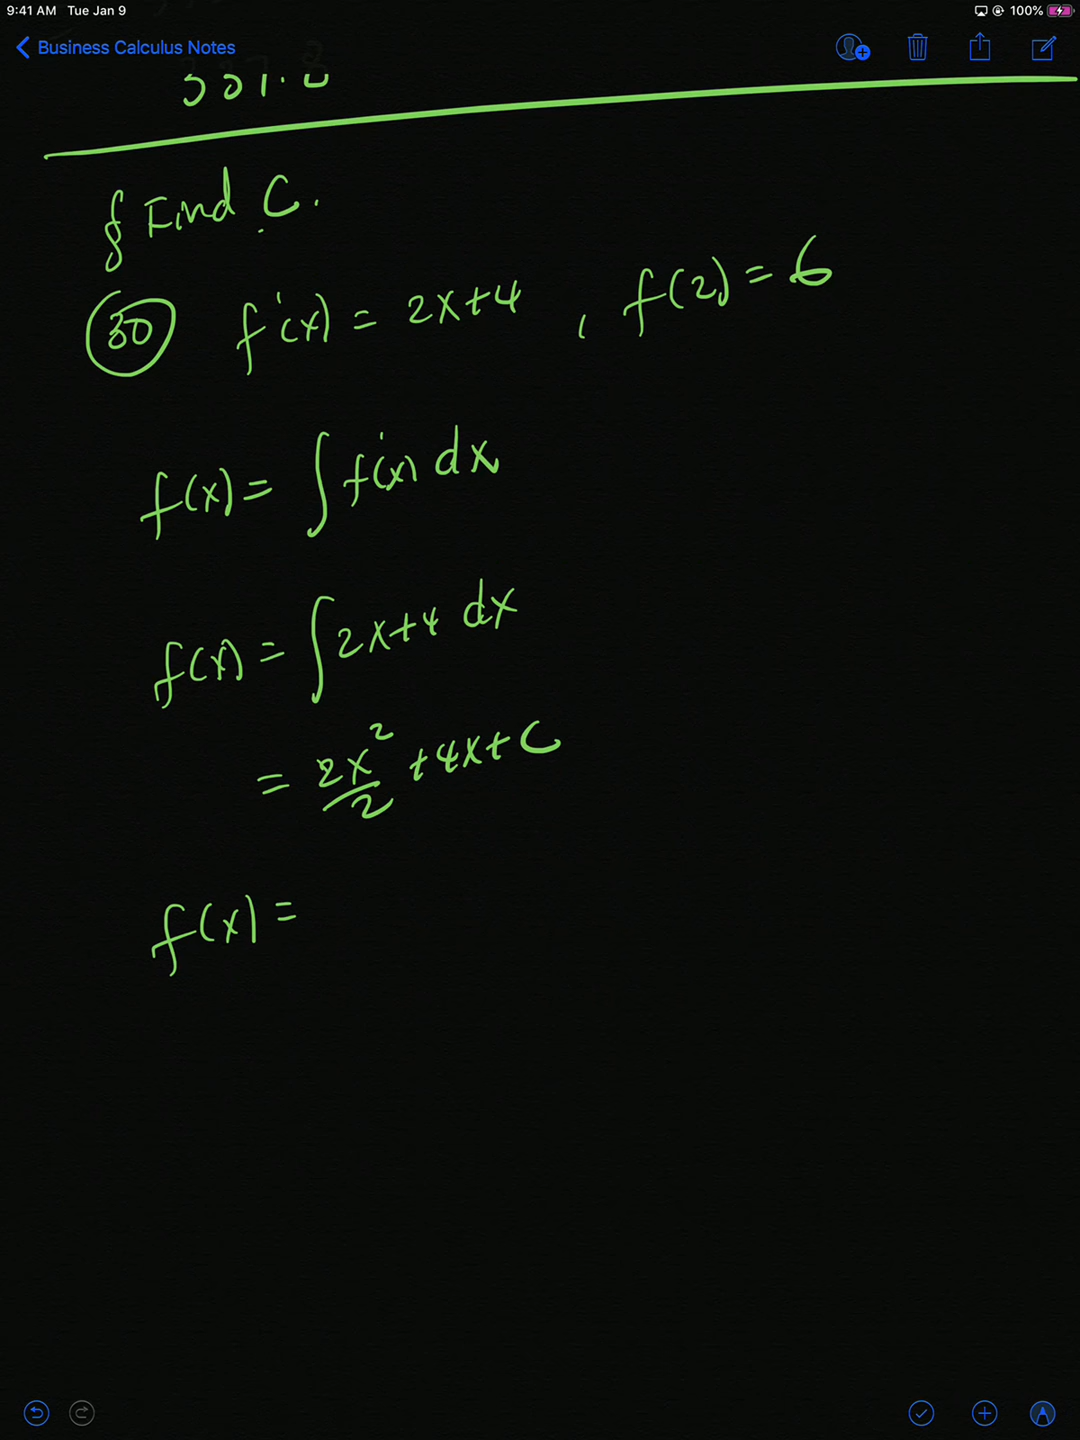 9:41 AM Tue Jan 9
100%
Business Calculus Notes
§ Find C.
30 f'(x) = 2x+4 , f(2) = 6
f(x) = ∫ f'(x) dx
f(x) = ∫ 2x+4 dx
= 2x²/2 + 4x + C
f(x) =